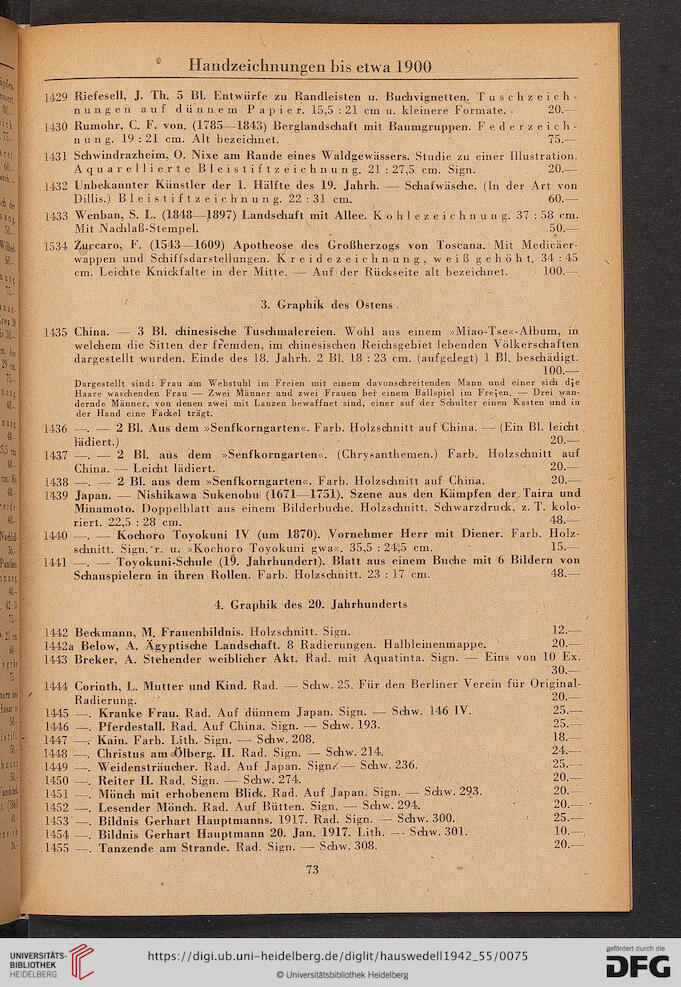 Handzeichnungen bis etwa 1900
1429 Riefesell, J. Th. 5 Bl. Entwürfe zu Randleisten u. Buchvignetten. Tuschzeich-
nungen auf dünnem Papier. 15,5 : 21 cm u. kleinere Formate. 20.—
1430 Rumohr, C. F. von. (1785—1843) Berglandschaft mit Baumgruppen. Federzeich-
nung. 19 : 21 cm. Alt bezeichnet. 75.—
1431 Schwindrazheim, O. Nixe am Rande eines Waldgewässers. Studie zu einer Illustration.
Aquarellierte Bleistiftzeichnung. 21 : 27,5 cm. Sign. 20.—
1432 Unbekannter Künstler der 1. Hälfte des 19. Jahrh. — Schafwäsche. (In der Art von
Dillis.) Bleistiftzeichnung. 22 : 31 cm. 60.—
1433 Wenban, S. L. (1848—1897) Landschaft mit Allee. Kohlezeichnung. 37 : 58 cm.
Mit Nachlaß-Stempel. 50.—
1534 Zuccaro, F. (1543—1609) Apotheose des Großherzogs von Toscana. Mit Medicäer-
wappen und Schiffsdarstellungen. Kreidezeichnung, weiß gehöht. 34 : 45
cm. Leichte Knickfalte in der Mitte. — Auf der Rückseite alt bezeichnet. 100.—
3. Graphik des Ostens
1435 China. — 3 Bl. chinesische Tuschmalereien. Wohl aus einem »Miao-Tse«-Album, in
welchem die Sitten der fremden, im chinesischen Reichsgebiet lebenden Völkerschaften
dargestellt wurden. Einde des 18. Jahrh. 2 Bl. 18 : 23 cm. (aufgelegt) 1 Bl. beschädigt.
100.—
Dargestellt sind: Frau am Webstuhl im Freien mit einem davonschreitenden Mann und einer sich die
Haare waschenden Frau — Zwei Männer und zwei Frauen bei einem Ballspiel im Freien. — Drei wan-
dernde Männer, von denen zwei mit Lanzen bewaffnet sind, einer auf der Schulter einen Kasten und in
der Hand eine Fackel trägt.
1436 —. — 2 Bl. Aus dem »Senfkorngarten«. Farb. Holzschnitt auf China. — (Ein Bl. leicht
lädiert.) 20.—
1437 —. — 2 Bl. aus dem »Senfkorngarten«. (Chrysanthemen.) Farb. Holzschnitt auf
China. — Leicht lädiert. 20.—
1438 —. — 2 Bl. aus dem »Senfkorngarten«. Farb. Holzschnitt auf China. 20.—
1439 Japan. — Nishikawa Sukenobu (1671—1751). Szene aus den Kämpfen der Taira und
Minamoto. Doppelblatt aus einem Bilderbuche. Holzschnitt. Schwarzdruck, z. T. kolo-
riert. 22,5 : 28 cm. 48.—
1440 —. — Kochoro Toyokuni IV (um 1870). Vornehmer Herr mit Diener. Farb. Holz-
schnitt. Sign. r. u. »Kochoro Toyokuni gwa«. 35,5 : 24,5 cm. 15.—
1441 —. — Toyokuni-Schule (19. Jahrhundert). Blatt aus einem Buche mit 6 Bildern von
Schauspielern in ihren Rollen. Farb. Holzschnitt. 23 : 17 cm. 48.—
4. Graphik des 20. Jahrhunderts
1442 Beckmann, M. Frauenbildnis. Holzschnitt. Sign. 12.—
1442a Below, A. Ägyptische Landschaft. 8 Radierungen. Halbleinenmappe. 20.—
1443 Breker, A. Stehender weiblicher Akt. Rad. mit Aquatinta. Sign. — Eins von 10 Ex.
30.—
1444 Corinth, L. Mutter und Kind. Rad. — Schw. 25. Für den Berliner Verein für Original-
Radierung. 20.—
1445 —. Kranke Frau. Rad. Auf dünnem Japan. Sign. — Schw. 146 IV. 25.—
1446 —. Pferdestall. Rad. Auf China. Sign. — Schw. 193. 25.—
1447 —. Kain. Farb. Lith. Sign. — Schw. 208. 18.—
1448 —. Christus am Ölberg. II. Rad. Sign. — Schw. 214. 24.—
1449 —. Weidensträucher. Rad. Auf Japan. Sign. — Schw. 236. 25.—
1450 —. Reiter II. Rad. Sign. — Schw. 274. 20.—
1451 —. Mönch mit erhobenem Blick. Rad. Auf Japan. Sign. — Schw. 293. 20.—
1452 —. Lesender Mönch. Rad. Auf Bütten. Sign. — Schw. 294. 20.—
1453 —. Bildnis Gerhart Hauptmanns. 1917. Rad. Sign. — Schw. 300. 25.—
1454 —. Bildnis Gerhart Hauptmann 20. Jan. 1917. Lith. — Schw. 301. 10.—
1455 —. Tanzende am Strande. Rad. Sign. — Schw. 308. 20.—
73
UNIVERSITÄTS-
BIBLIOTHEK
HEIDELBERG
https://digi.ub.uni-heidelberg.de/diglit/hauswedell1942_55/0075
© Universitätsbibliothek Heidelberg
gefördert durch die
DFG